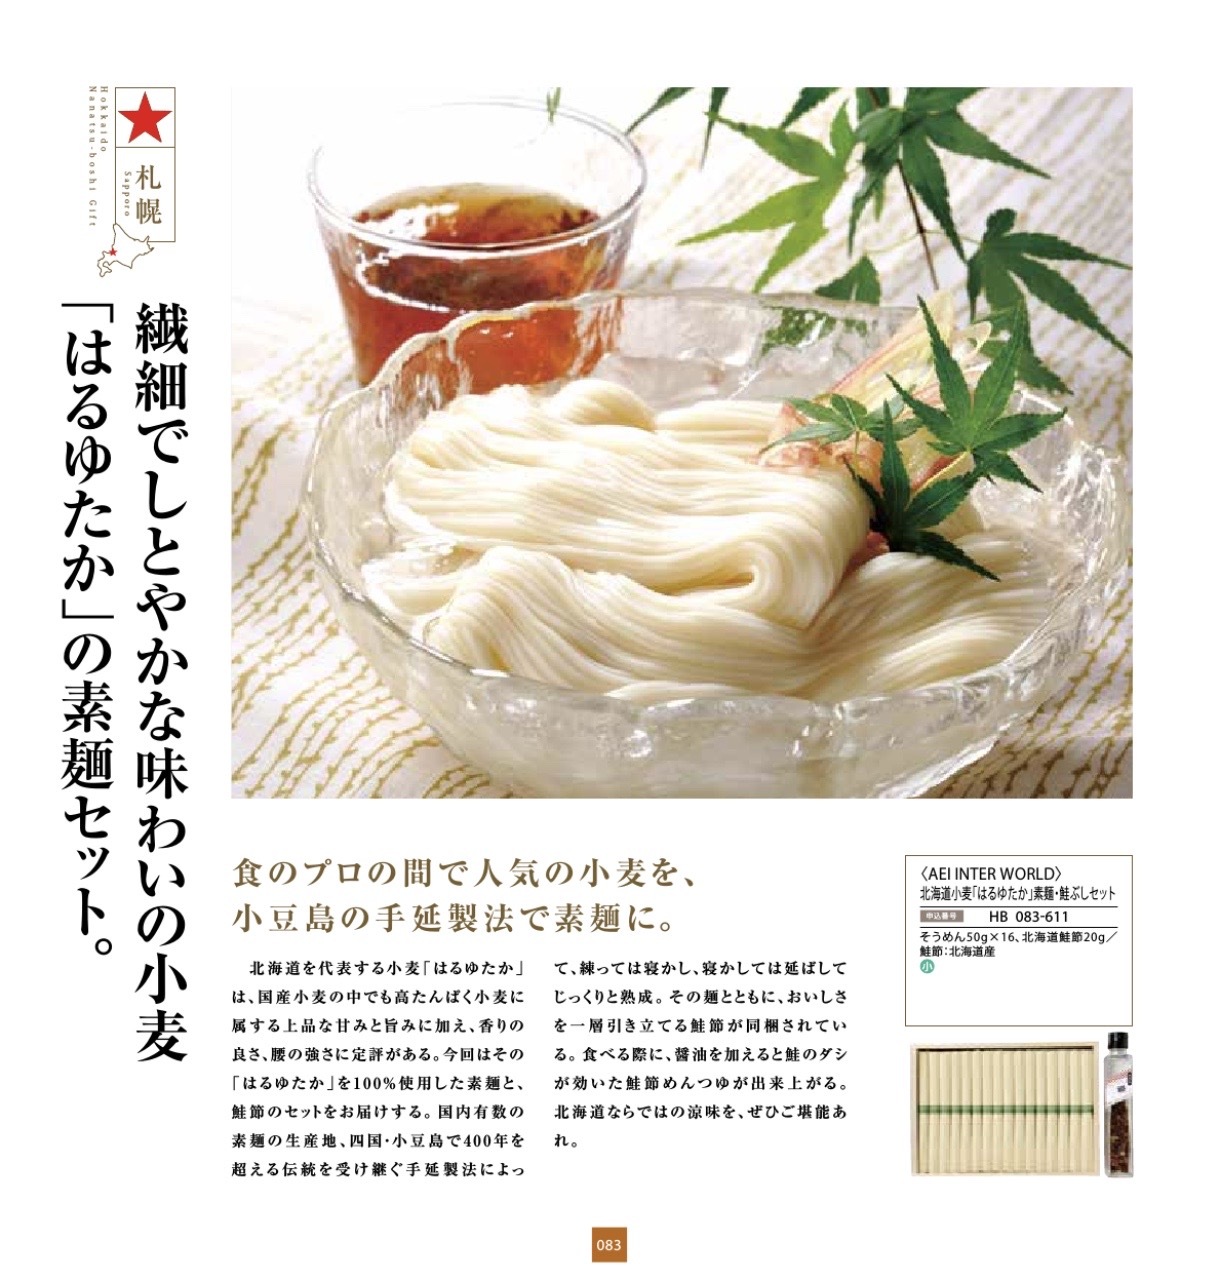 Hokkaido
Nanatsu-boshi Gift
札幌
Sapporo
繊細でしとやかな味わいの小麦
「はるゆたか」の素麺セット。
食のプロの間で人気の小麦を、
小豆島の手延製法で素麺に。
北海道を代表する小麦「はるゆたか」
は、国産小麦の中でも高たんぱく小麦に
属する上品な甘みと旨みに加え、香りの
良さ、腰の強さに定評がある。今回はその
「はるゆたか」を100%使用した素麺と、
鮭節のセットをお届けする。国内有数の
素麺の生産地、四国・小豆島で400年を
超える伝統を受け継ぐ手延製法によっ
て、練っては寝かし、寝かしては延ばして
じっくりと熟成。その麺とともに、おいしさ
を一層引き立てる鮭節が同梱されてい
る。食べる際に、醤油を加えると鮭のダシ
が効いた鮭節めんつゆが出来上がる。
北海道ならではの涼味を、ぜひご堪能あ
れ。
〈AEI INTER WORLD〉
北海道小麦「はるゆたか」素麺・鮭ぶしセット
申込番号 HB 083-611
そうめん50g×16、北海道鮭節20g／
鮭節：北海道産
小
083